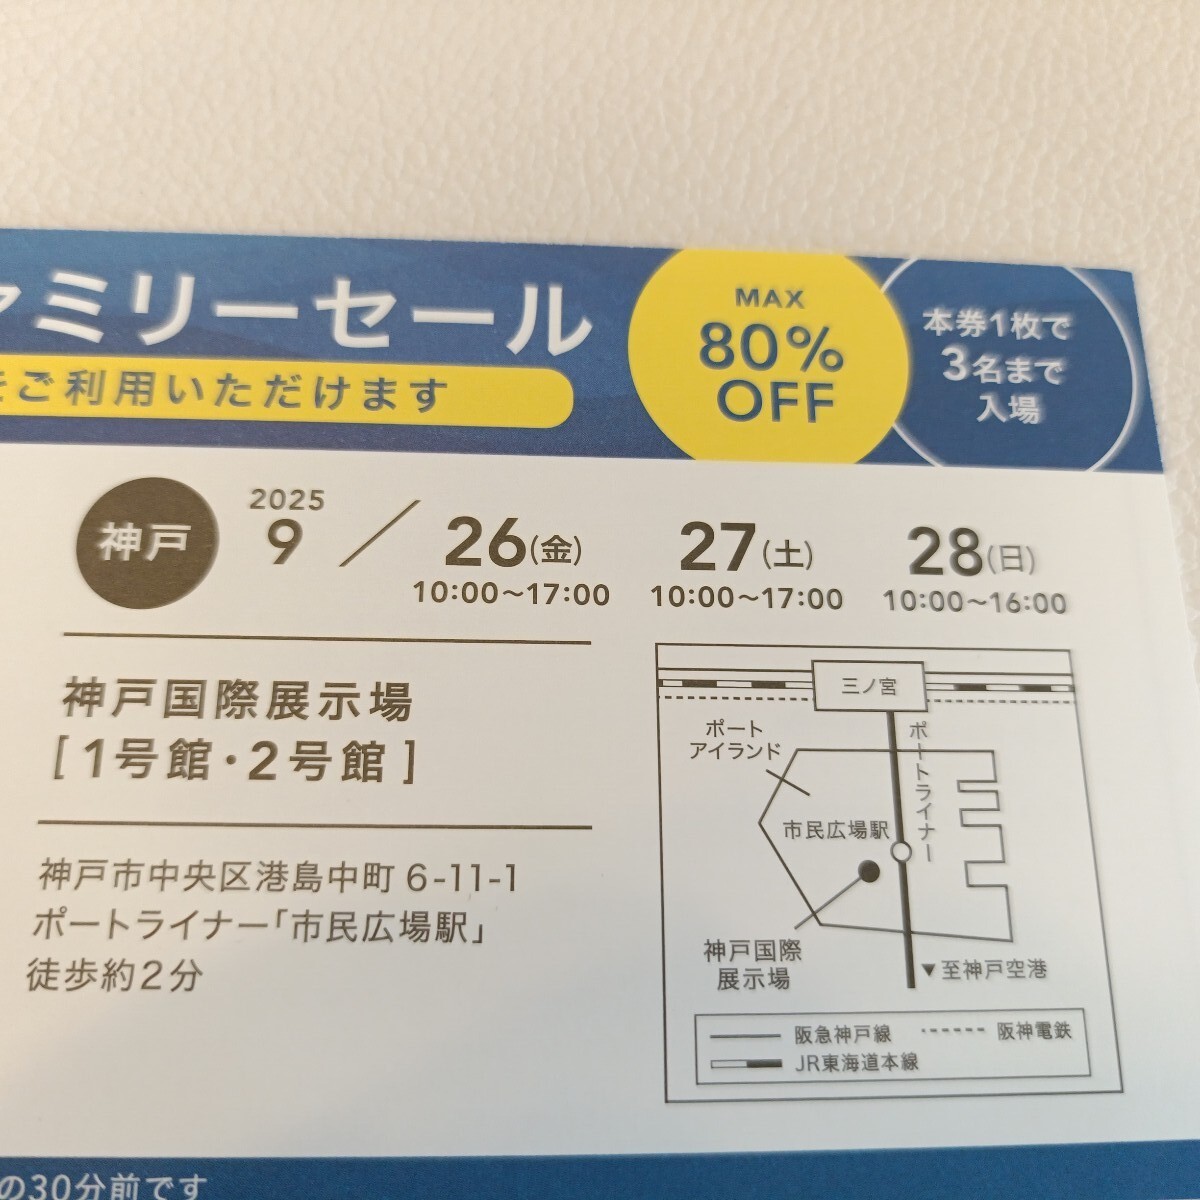 ァミリーセール
をご利用いただけます
MAX
80%
OFF
本券1枚で
3名まで
入場
神戸
2025
9／26(金) 27(土) 28(日)
10:00〜17:00 10:00〜17:00 10:00〜16:00
神戸国際展示場
[1号館・2号館]
神戸市中央区港島中町 6-11-1
ポートライナー「市民広場駅」
徒歩約2分
三ノ宮
ポート
アイランド
ポートライナー
市民広場駅
神戸国際
展示場
▼至神戸空港
阪急神戸線
阪神電鉄
JR東海道本線
の30分前です